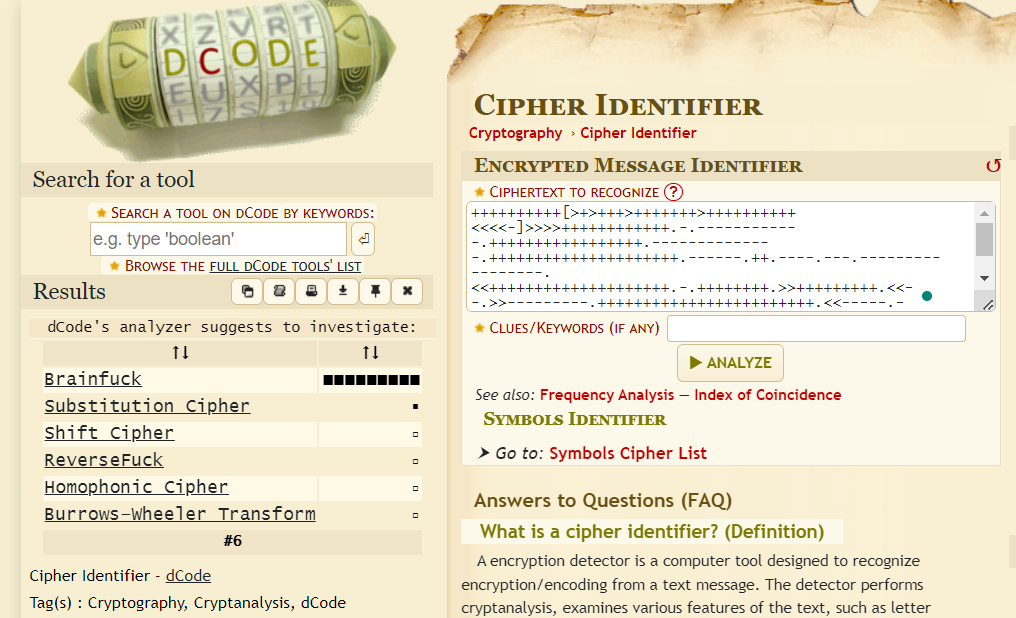 X Z V R T
D C O D E
E U X P L
Search for a tool
★ Search a tool on dCode by keywords:
e.g. type 'boolean'
★ Browse the full dCode tools' list
Results
dCode's analyzer suggests to investigate:
↑↓ ↑↓
Brainfuck ■■■■■■■■■
Substitution Cipher ▪
Shift Cipher ▫
ReverseFuck ▫
Homophonic Cipher ▫
Burrows-Wheeler Transform ▫
#6
Cipher Identifier - dCode
Tag(s) : Cryptography, Cryptanalysis, dCode
Cipher Identifier
Cryptography › Cipher Identifier
Encrypted Message Identifier
★ Ciphertext to recognize ?
++++++++++[>+>+++>+++++++>++++++++++
<<<<-]>>>>++++++++++++.-.-----------
-.+++++++++++++++++.-------------
-.+++++++++++++++++++++.------.++.----.---.----------
--------.
<<++++++++++++++++++++.-.++++++++.>>+++++++++.<<--
-.>>---------.++++++++++++++++++++++++.<<-----.-
★ Clues/Keywords (if any)
▶ Analyze
See also: Frequency Analysis — Index of Coincidence
Symbols Identifier
➤ Go to: Symbols Cipher List
Answers to Questions (FAQ)
What is a cipher identifier? (Definition)
A encryption detector is a computer tool designed to recognize
encryption/encoding from a text message. The detector performs
cryptanalysis, examines various features of the text, such as letter